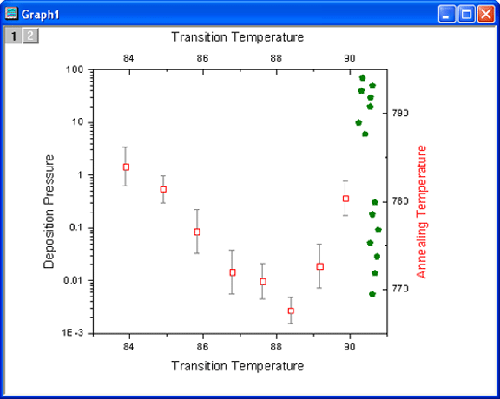 Graph1
1 2
Transition Temperature
84 86 88 90
100
10
1
0.1
0.01
1E-3
Deposition Pressure
790
780
770
Annealing Temperature
84 86 88 90
Transition Temperature